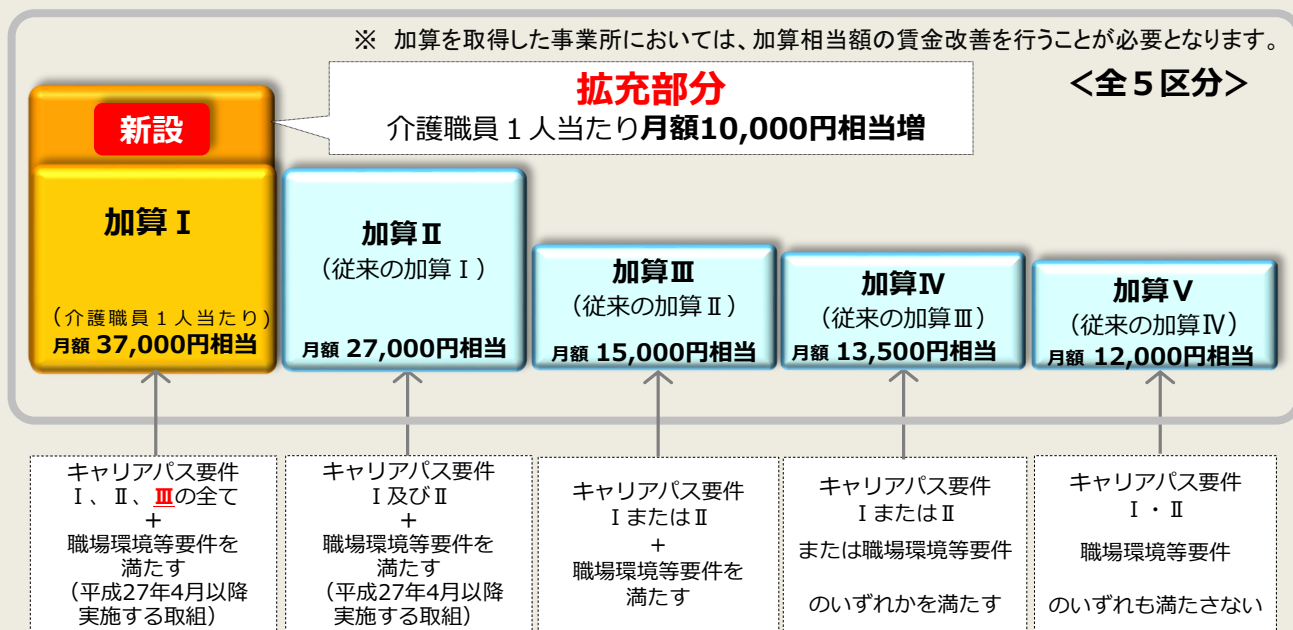 ※ 加算を取得した事業所においては、加算相当額の賃金改善を行うことが必要となります。
＜全５区分＞
拡充部分
介護職員１人当たり月額10,000円相当増
新設
加算Ⅰ
（介護職員１人当たり）
月額 37,000円相当
加算Ⅱ
（従来の加算Ⅰ）
月額 27,000円相当
加算Ⅲ
（従来の加算Ⅱ）
月額 15,000円相当
加算Ⅳ
（従来の加算Ⅲ）
月額 13,500円相当
加算Ⅴ
（従来の加算Ⅳ）
月額 12,000円相当
キャリアパス要件
Ⅰ、Ⅱ、Ⅲの全て
＋
職場環境等要件を
満たす
（平成27年4月以降
実施する取組）
キャリアパス要件
Ⅰ及びⅡ
＋
職場環境等要件を
満たす
（平成27年4月以降
実施する取組）
キャリアパス要件
ⅠまたはⅡ
＋
職場環境等要件を
満たす
キャリアパス要件
ⅠまたはⅡ
または職場環境等要件
のいずれかを満たす
キャリアパス要件
Ⅰ・Ⅱ
職場環境等要件
のいずれも満たさない